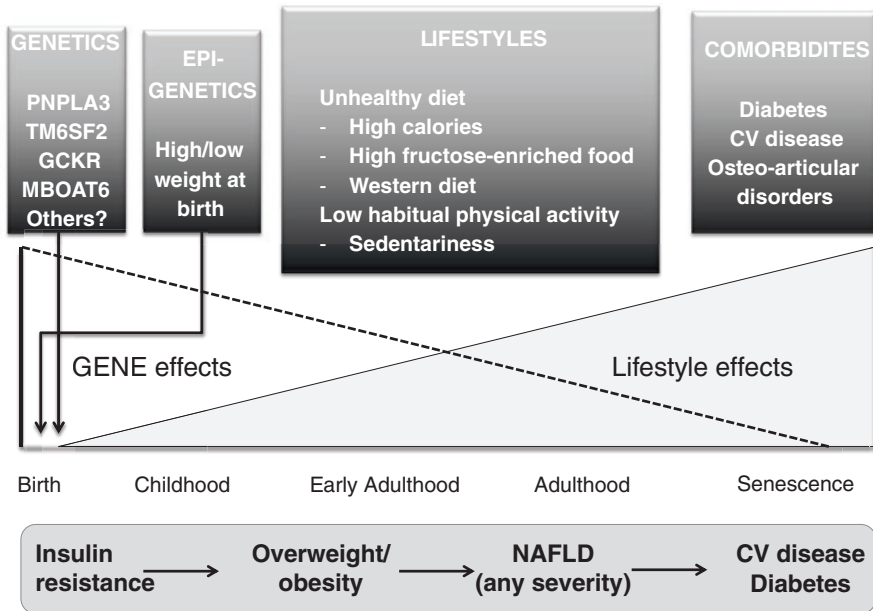 GENETICS
PNPLA3
TM6SF2
GCKR
MBOAT6
Others?
EPI-
GENETICS
High/low
weight at
birth
LIFESTYLES
Unhealthy diet
- High calories
- High fructose-enriched food
- Western diet
Low habitual physical activity
- Sedentariness
COMORBIDITES
Diabetes
CV disease
Osteo-articular
disorders
GENE effects
Lifestyle effects
Birth
Childhood
Early Adulthood
Adulthood
Senescence
Insulin
resistance
Overweight/
obesity
NAFLD
(any severity)
CV disease
Diabetes